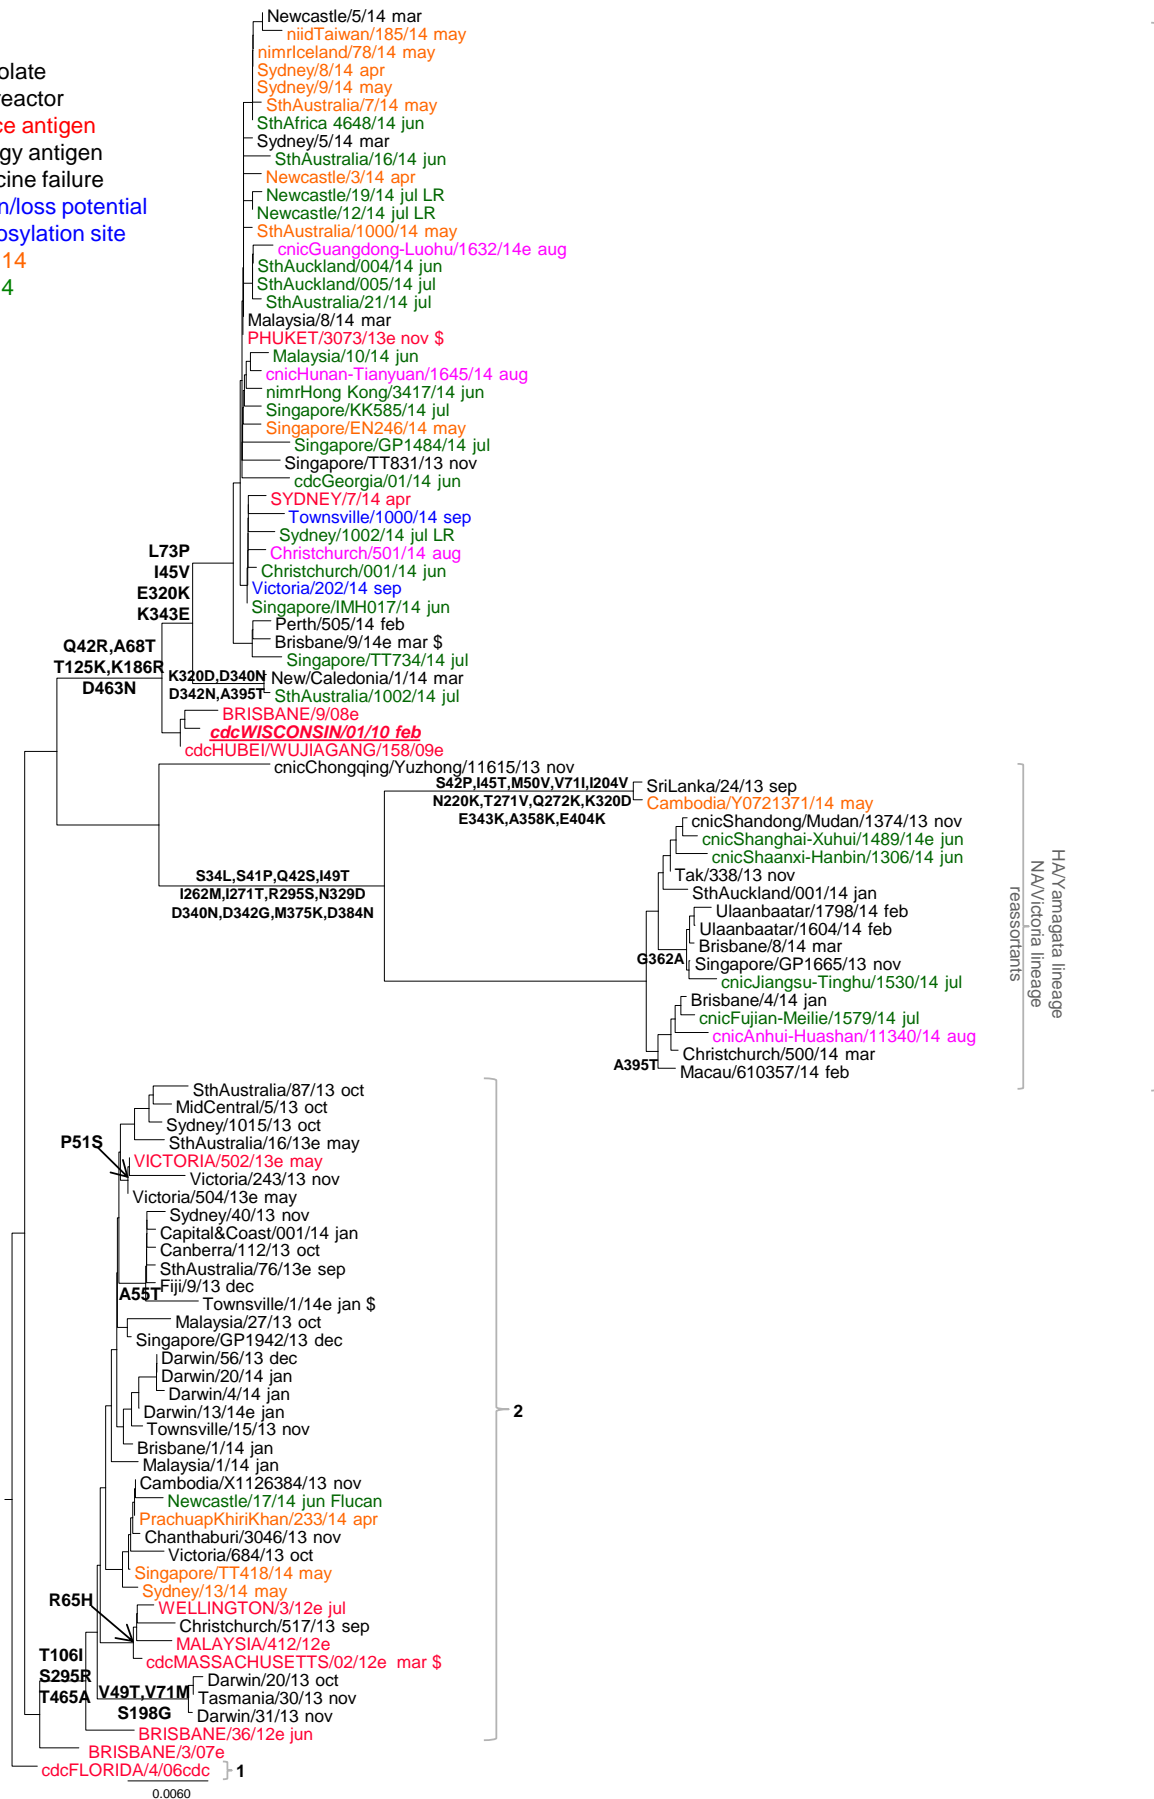 Newcastle/5/14 mar
niidTaiwan/185/14 may
nimrIceland/78/14 may
olate
Sydney/8/14 apr
Sydney/9/14 may
reactor
SthAustralia/7/14 may
ce antigen
SthAfrica 4648/14 jun
Sydney/5/14 mar
gy antigen
SthAustralia/16/14 jun
cine failure
Newcastle/3/14 apr
Newcastle/19/14 jul LR
n/loss potential
Newcastle/12/14 jul LR
osylation site
SthAustralia/1000/14 may
cnicGuangdong-Luohu/1632/14e aug
14
SthAuckland/004/14 jun
4
SthAuckland/005/14 jul
SthAustralia/21/14 jul
Malaysia/8/14 mar
PHUKET/3073/13e nov $
Malaysia/10/14 jun
cnicHunan-Tianyuan/1645/14 aug
nimrHong Kong/3417/14 jun
Singapore/KK585/14 jul
Singapore/EN246/14 may
Singapore/GP1484/14 jul
Singapore/TT831/13 nov
cdcGeorgia/01/14 jun
SYDNEY/7/14 apr
Townsville/1000/14 sep
Sydney/1002/14 jul LR
L73P
Christchurch/501/14 aug
I45V
Christchurch/001/14 jun
E320K
Victoria/202/14 sep
K343E
Singapore/IMH017/14 jun
Perth/505/14 feb
Q42R,A68T
Brisbane/9/14e mar $
T125K,K186R
Singapore/TT734/14 jul
D463N
K320D,D340N
New/Caledonia/1/14 mar
D342N,A395T
SthAustralia/1002/14 jul
BRISBANE/9/08e
cdcWISCONSIN/01/10 feb
cdcHUBEI/WUJIAGANG/158/09e
cnicChongqing/Yuzhong/11615/13 nov
S42P,I45T,M50V,V71I,I204V
N220K,T271V,Q272K,K320D
E343K,A358K,E404K
SriLanka/24/13 sep
Cambodia/Y0721371/14 may
cnicShandong/Mudan/1374/13 nov
cnicShanghai-Xuhui/1489/14e jun
cnicShaanxi-Hanbin/1306/14 jun
S34L,S41P,Q42S,I49T
I262M,I271T,R295S,N329D
D340N,D342G,M375K,D384N
Tak/338/13 nov
SthAuckland/001/14 jan
Ulaanbaatar/1798/14 feb
Ulaanbaatar/1604/14 feb
Brisbane/8/14 mar
G362A
Singapore/GP1665/13 nov
cnicJiangsu-Tinghu/1530/14 jul
Brisbane/4/14 jan
cnicFujian-Meilie/1579/14 jul
cnicAnhui-Huashan/11340/14 aug
Christchurch/500/14 mar
A395T
Macau/610357/14 feb
HA/Yamagata lineage
NA/Victoria lineage
reassortants
SthAustralia/87/13 oct
MidCentral/5/13 oct
Sydney/1015/13 oct
P51S
SthAustralia/16/13e may
VICTORIA/502/13e may
Victoria/243/13 nov
Victoria/504/13e may
Sydney/40/13 nov
Capital&Coast/001/14 jan
Canberra/112/13 oct
SthAustralia/76/13e sep
Fiji/9/13 dec
A55T
Townsville/1/14e jan $
Malaysia/27/13 oct
Singapore/GP1942/13 dec
Darwin/56/13 dec
Darwin/20/14 jan
Darwin/4/14 jan
Darwin/13/14e jan
2
Townsville/15/13 nov
Brisbane/1/14 jan
Malaysia/1/14 jan
Cambodia/X1126384/13 nov
Newcastle/17/14 jun Flucan
PrachuapKhiriKhan/233/14 apr
Chanthaburi/3046/13 nov
Victoria/684/13 oct
Singapore/TT418/14 may
Sydney/13/14 may
R65H
WELLINGTON/3/12e jul
Christchurch/517/13 sep
MALAYSIA/412/12e
cdcMASSACHUSETTS/02/12e mar $
T106I
S295R
T465A
Darwin/20/13 oct
V49T,V71M
Tasmania/30/13 nov
S198G
Darwin/31/13 nov
BRISBANE/36/12e jun
BRISBANE/3/07e
cdcFLORIDA/4/06cdc
1
0.0060